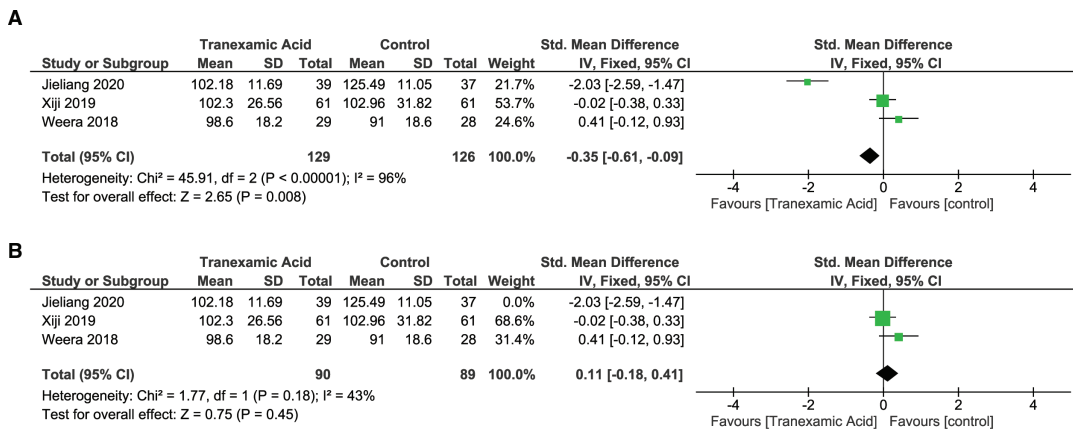 A
Tranexamic Acid Control Std. Mean Difference Std. Mean Difference
Study or Subgroup Mean SD Total Mean SD Total Weight IV, Fixed, 95% CI IV, Fixed, 95% CI
Jieliang 2020 102.18 11.69 39 125.49 11.05 37 21.7% -2.03 [-2.59, -1.47]
Xiji 2019 102.3 26.56 61 102.96 31.82 61 53.7% -0.02 [-0.38, 0.33]
Weera 2018 98.6 18.2 29 91 18.6 28 24.6% 0.41 [-0.12, 0.93]
Total (95% CI) 129 126 100.0% -0.35 [-0.61, -0.09]
Heterogeneity: Chi² = 45.91, df = 2 (P < 0.00001); I² = 96%
Test for overall effect: Z = 2.65 (P = 0.008)
-4 -2 0 2 4
Favours [Tranexamic Acid] Favours [control]
B
Tranexamic Acid Control Std. Mean Difference Std. Mean Difference
Study or Subgroup Mean SD Total Mean SD Total Weight IV, Fixed, 95% CI IV, Fixed, 95% CI
Jieliang 2020 102.18 11.69 39 125.49 11.05 37 0.0% -2.03 [-2.59, -1.47]
Xiji 2019 102.3 26.56 61 102.96 31.82 61 68.6% -0.02 [-0.38, 0.33]
Weera 2018 98.6 18.2 29 91 18.6 28 31.4% 0.41 [-0.12, 0.93]
Total (95% CI) 90 89 100.0% 0.11 [-0.18, 0.41]
Heterogeneity: Chi² = 1.77, df = 1 (P = 0.18); I² = 43%
Test for overall effect: Z = 0.75 (P = 0.45)
-4 -2 0 2 4
Favours [Tranexamic Acid] Favours [control]